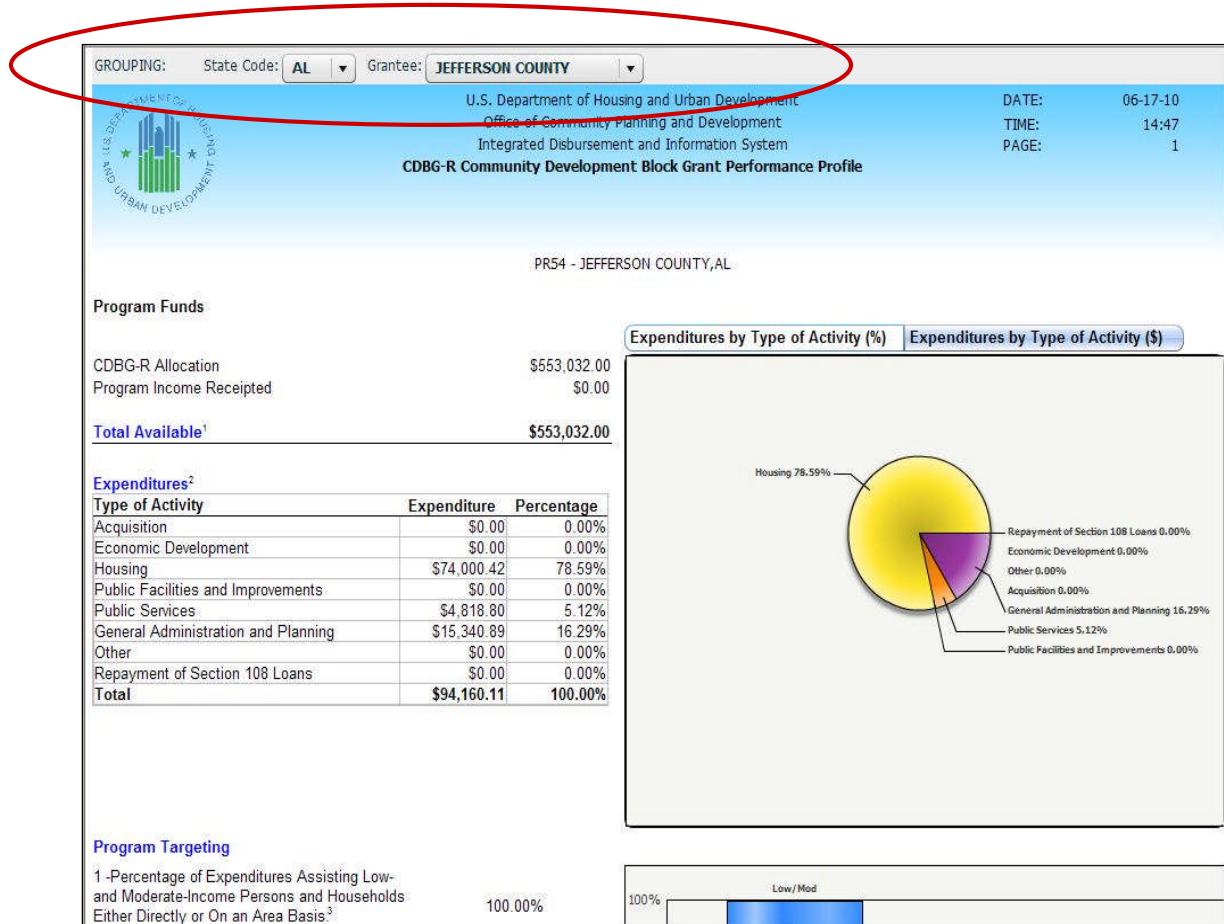 GROUPING: State Code: AL Grantee: JEFFERSON COUNTY
U.S. DEPARTMENT OF HOUSING AND URBAN DEVELOPMENT
U.S. Department of Housing and Urban Development
Office of Community Planning and Development
Integrated Disbursement and Information System
CDBG-R Community Development Block Grant Performance Profile
DATE: 06-17-10
TIME: 14:47
PAGE: 1
PR54 - JEFFERSON COUNTY,AL
Program Funds
CDBG-R Allocation $553,032.00
Program Income Receipted $0.00
Total Available¹ $553,032.00
Expenditures²
Type of Activity Expenditure Percentage
Acquisition $0.00 0.00%
Economic Development $0.00 0.00%
Housing $74,000.42 78.59%
Public Facilities and Improvements $0.00 0.00%
Public Services $4,818.80 5.12%
General Administration and Planning $15,340.89 16.29%
Other $0.00 0.00%
Repayment of Section 108 Loans $0.00 0.00%
Total $94,160.11 100.00%
Expenditures by Type of Activity (%) Expenditures by Type of Activity ($)
Housing 78.59%
Repayment of Section 108 Loans 0.00%
Economic Development 0.00%
Other 0.00%
Acquisition 0.00%
General Administration and Planning 16.29%
Public Services 5.12%
Public Facilities and Improvements 0.00%
Program Targeting
1 -Percentage of Expenditures Assisting Low-
and Moderate-Income Persons and Households
Either Directly or On an Area Basis³ 100.00%
Low/Mod
100%